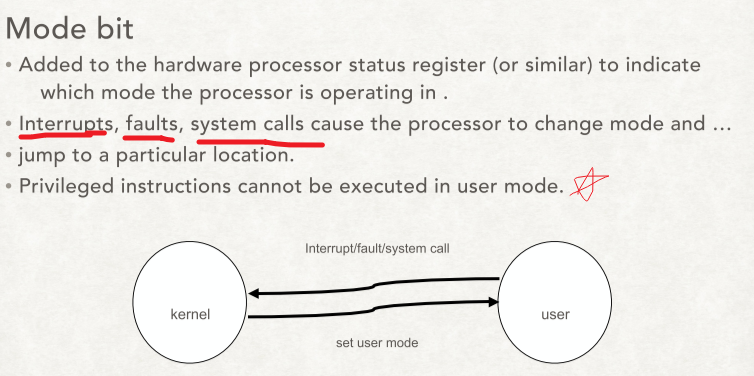 Mode bit
• Added to the hardware processor status register (or similar) to indicate
which mode the processor is operating in .
• Interrupts, faults, system calls cause the processor to change mode and …
• jump to a particular location.
• Privileged instructions cannot be executed in user mode.
Interrupt/fault/system call
kernel
user
set user mode